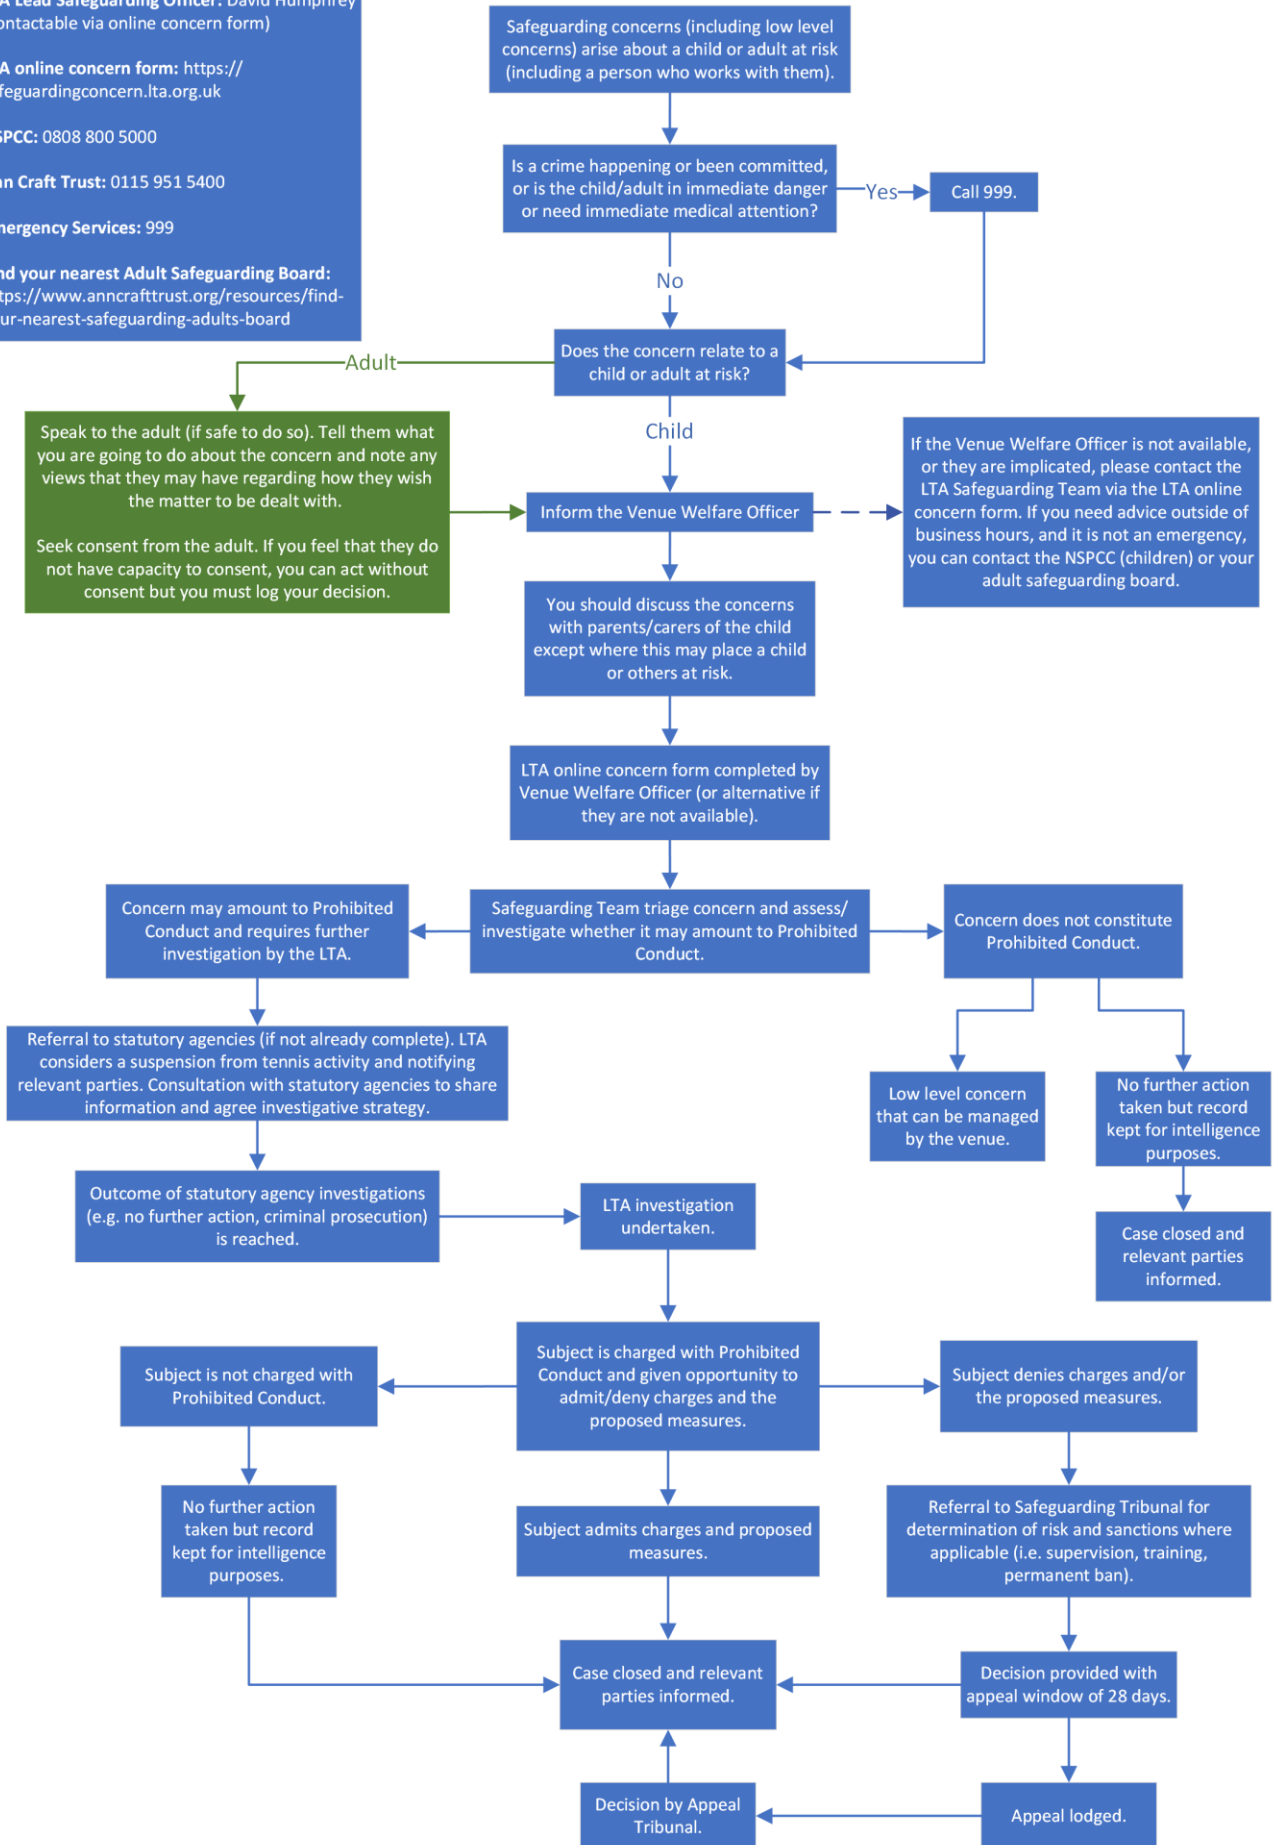 Lead Safeguarding Officer: David Humphrey
ontactable via online concern form)
A online concern form: https://
feguardingconcern.lta.org.uk
SPCC: 0808 800 5000
nn Craft Trust: 0115 951 5400
mergency Services: 999
nd your nearest Adult Safeguarding Board:
tps://www.anncrafttrust.org/resources/find-
ur-nearest-safeguarding-adults-board
Safeguarding concerns (including low level
concerns) arise about a child or adult at risk
(including a person who works with them).
Is a crime happening or been committed,
or is the child/adult in immediate danger
or need immediate medical attention?
Yes
Call 999.
No
Does the concern relate to a
child or adult at risk?
Adult
Child
Speak to the adult (if safe to do so). Tell them what
you are going to do about the concern and note any
views that they may have regarding how they wish
the matter to be dealt with.
Seek consent from the adult. If you feel that they do
not have capacity to consent, you can act without
consent but you must log your decision.
Inform the Venue Welfare Officer
If the Venue Welfare Officer is not available,
or they are implicated, please contact the
LTA Safeguarding Team via the LTA online
concern form. If you need advice outside of
business hours, and it is not an emergency,
you can contact the NSPCC (children) or your
adult safeguarding board.
You should discuss the concerns
with parents/carers of the child
except where this may place a child
or others at risk.
LTA online concern form completed by
Venue Welfare Officer (or alternative if
they are not available).
Concern may amount to Prohibited
Conduct and requires further
investigation by the LTA.
Safeguarding Team triage concern and assess/
investigate whether it may amount to Prohibited
Conduct.
Concern does not constitute
Prohibited Conduct.
Referral to statutory agencies (if not already complete). LTA
considers a suspension from tennis activity and notifying
relevant parties. Consultation with statutory agencies to share
information and agree investigative strategy.
Low level concern
that can be managed
by the venue.
No further action
taken but record
kept for intelligence
purposes.
Outcome of statutory agency investigations
(e.g. no further action, criminal prosecution)
is reached.
LTA investigation
undertaken.
Case closed and
relevant parties
informed.
Subject is not charged with
Prohibited Conduct.
Subject is charged with Prohibited
Conduct and given opportunity to
admit/deny charges and the
proposed measures.
Subject denies charges and/or
the proposed measures.
No further action
taken but record
kept for intelligence
purposes.
Subject admits charges and proposed
measures.
Referral to Safeguarding Tribunal for
determination of risk and sanctions where
applicable (i.e. supervision, training,
permanent ban).
Case closed and relevant
parties informed.
Decision provided with
appeal window of 28 days.
Decision by Appeal
Tribunal.
Appeal lodged.